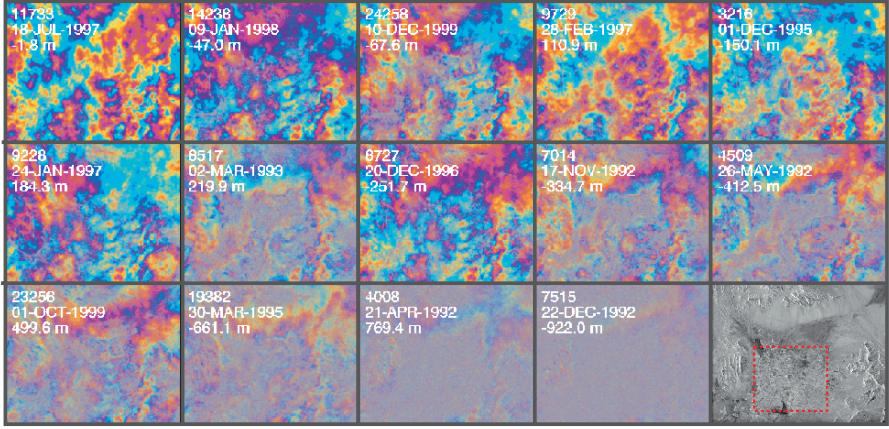 11733
18-JUL-1997
-1.8 m
14238
09-JAN-1998
-47.0 m
24258
10-DEC-1999
-67.6 m
9729
28-FEB-1997
110.9 m
3216
01-DEC-1995
-150.1 m
9228
24-JAN-1997
184.3 m
8517
02-MAR-1993
219.9 m
8727
20-DEC-1996
-251.7 m
7014
17-NOV-1992
-334.7 m
4509
26-MAY-1992
-412.5 m
23256
01-OCT-1999
499.6 m
19382
30-MAR-1995
-661.1 m
4008
21-APR-1992
769.4 m
7515
22-DEC-1992
-922.0 m